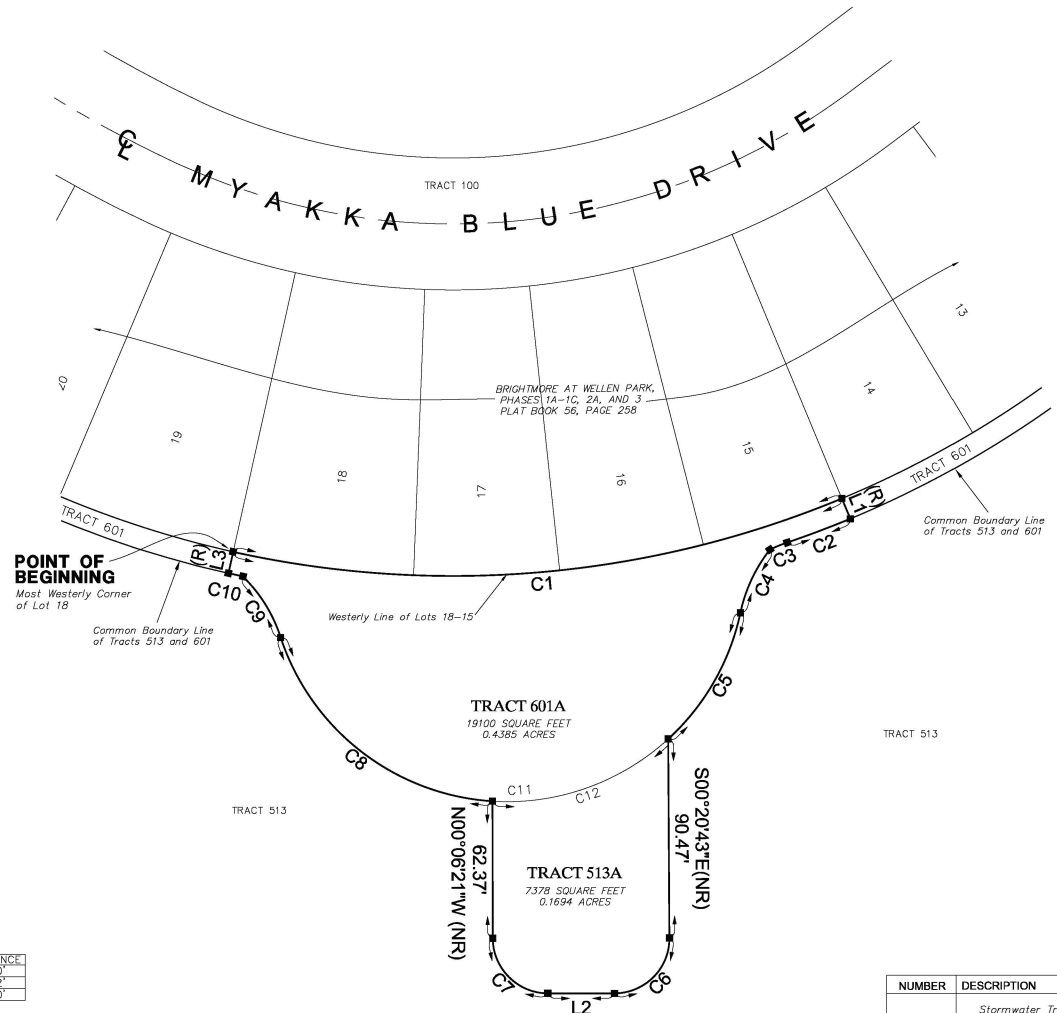 ℄ MYAKKA BLUE DRIVE
TRACT 100
BRIGHTMORE AT WELLEN PARK,
PHASES 1A-1C, 2A, AND 3
PLAT BOOK 56, PAGE 258
20
19
18
17
16
15
14
13
TRACT 601
TRACT 601
(R)
L1
Common Boundary Line
of Tracts 513 and 601
C2
C3
C4
(R)
L3
POINT OF
BEGINNING
Most Westerly Corner
of Lot 18
C10
C9
C1
Westerly Line of Lots 18-15
Common Boundary Line
of Tracts 513 and 601
C5
TRACT 601A
19100 SQUARE FEET
0.4385 ACRES
TRACT 513
C8
C11
C12
TRACT 513
N00°06'21"W (NR)
62.37'
S00°20'43"E(NR)
90.47'
TRACT 513A
7378 SQUARE FEET
0.1694 ACRES
C7
C6
L2
NCE
NUMBER DESCRIPTION
Stormwater Tr